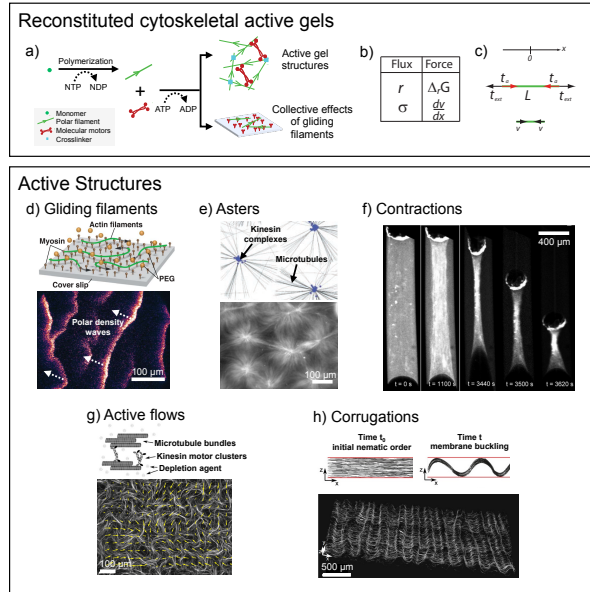 Reconstituted cytoskeletal active gels
a)
Polymerization
NTP
NDP
Monomer
Polar filament
Molecular motors
Crosslinker
+
ATP
ADP
Active gel
structures
Collective effects
of gliding
filaments
b)
Flux Force
r ΔrG
σ dv/dx
c)
0 x
ta ta
text L text
v v
Active Structures
d) Gliding filaments
Actin filaments
Myosin
PEG
Cover slip
Polar density
waves
100 μm
e) Asters
Kinesin
complexes
Microtubules
100 μm
f) Contractions
400 μm
t = 0 s
t = 1100 s
t = 3440 s
t = 3500 s
t = 3620 s
g) Active flows
Microtubule bundles
Kinesin motor clusters
Depletion agent
100 μm
h) Corrugations
Time t0
initial nematic order
Time t
membrane buckling
z
x
z
x
500 μm